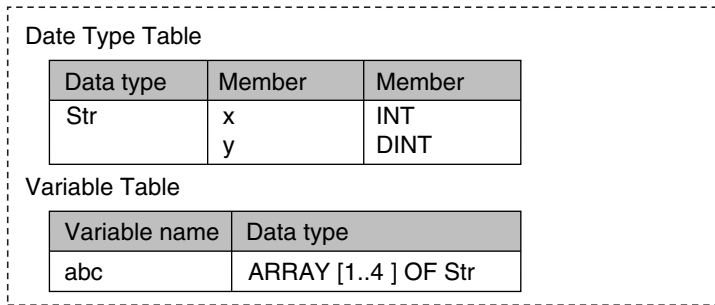 Date Type Table
Data type Member Member
Str x INT
y DINT
Variable Table
Variable name Data type
abc ARRAY [1..4 ] OF Str